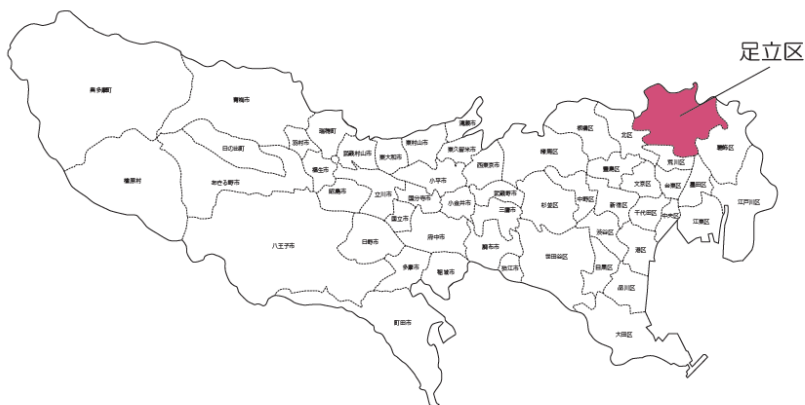 足立区
奥多摩町
青梅市
瑞穂町
清瀬市
板橋区
北区
羽村市
武蔵村山市
東大和市
東村山市
東久留米市
西東京市
練馬区
豊島区
荒川区
葛飾区
日の出町
福生市
あきる野市
檜原村
昭島市
立川市
小平市
国分寺市
小金井市
武蔵野市
三鷹市
杉並区
中野区
新宿区
文京区
台東区
墨田区
江戸川区
国立市
千代田区
中央区
江東区
八王子市
日野市
府中市
調布市
狛江市
世田谷区
渋谷区
港区
目黒区
品川区
多摩市
稲城市
町田市
大田区